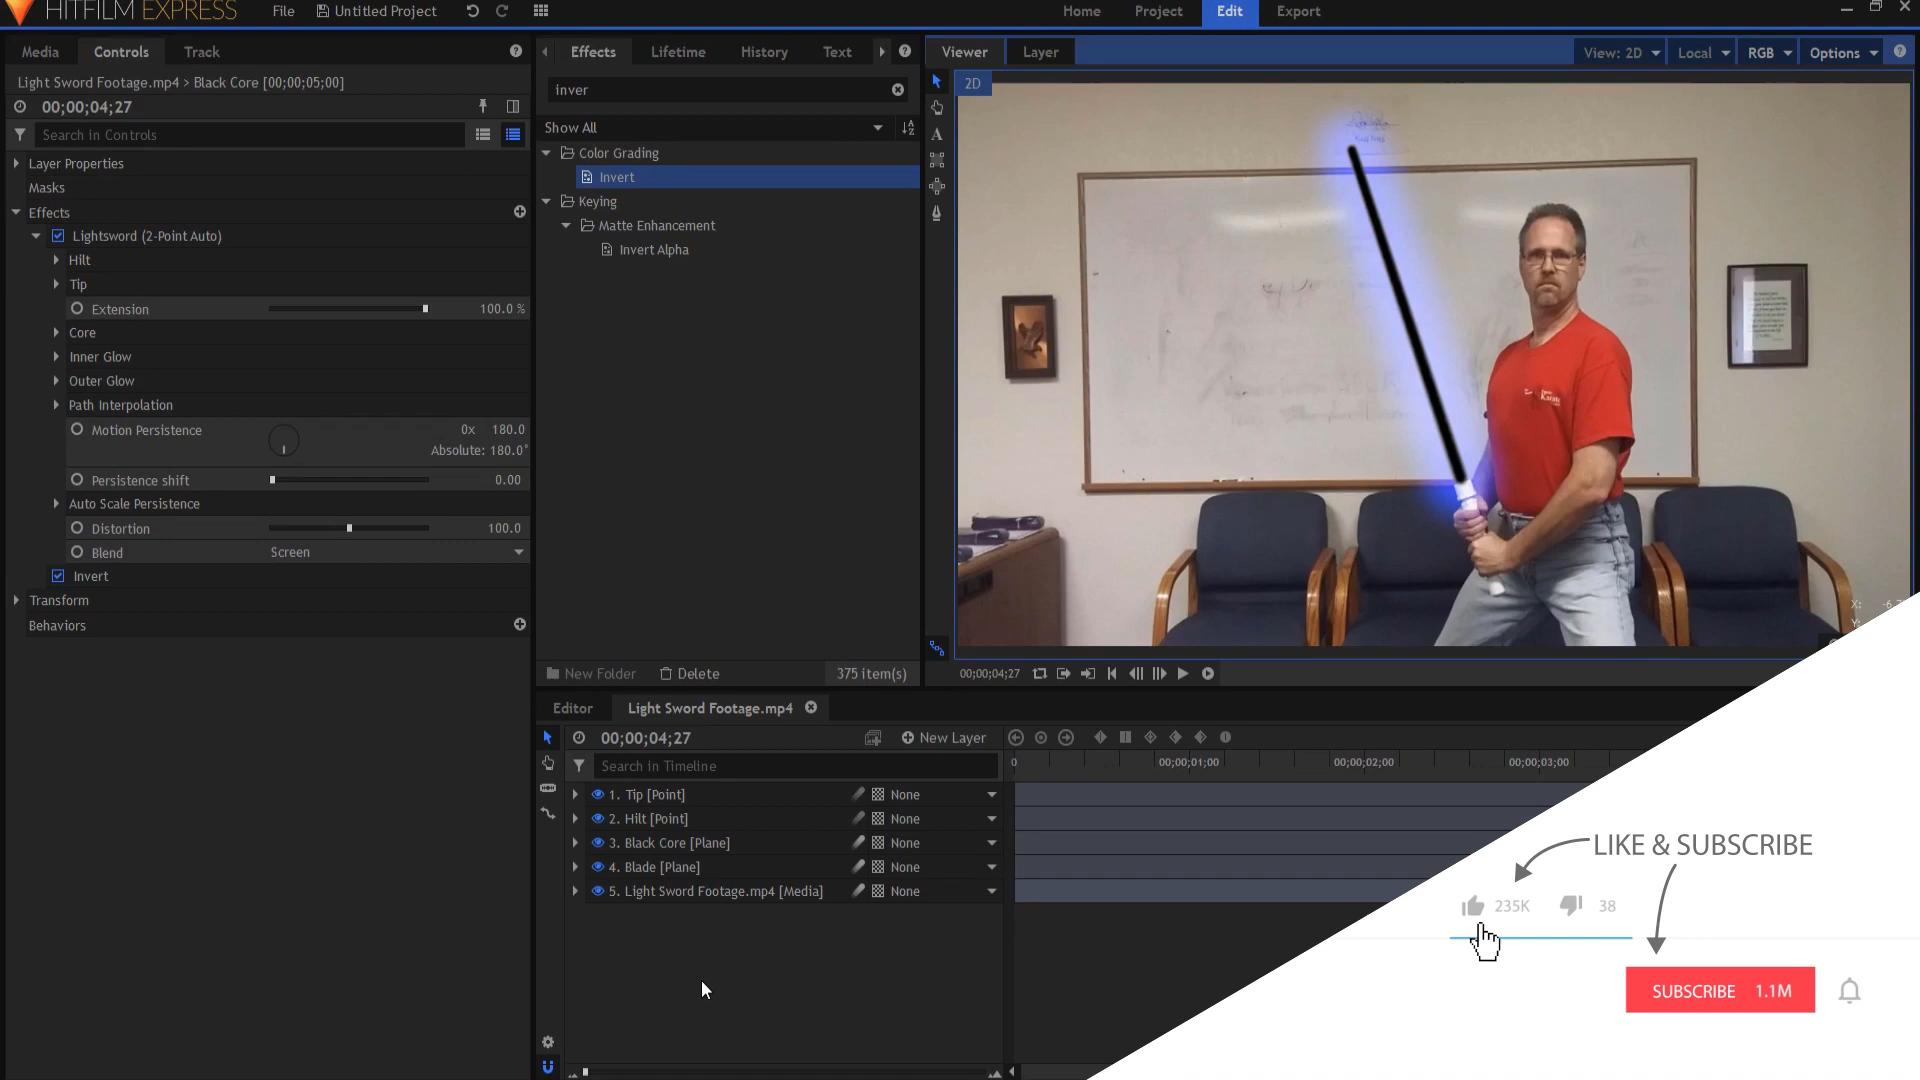 HITFILM EXPRESS
File
Untitled Project
Home
Project
Edit
Export
Media
Controls
Track
Light Sword Footage.mp4 > Black Core [00;00;05;00]
00;00;04;27
Search in Controls
Layer Properties
Masks
Effects
Lightsword (2-Point Auto)
Hilt
Tip
Extension 100.0 %
Core
Inner Glow
Outer Glow
Path Interpolation
Motion Persistence 0x 180.0
Absolute: 180.0°
Persistence shift 0.00
Auto Scale Persistence
Distortion 100.0
Blend Screen
Invert
Transform
Behaviors
Effects
Lifetime
History
Text
inver
Show All
Color Grading
Invert
Keying
Matte Enhancement
Invert Alpha
New Folder
Delete
375 item(s)
Viewer
Layer
View: 2D
Local
RGB
Options
2D
Karate
X:
Y:
00;00;04;27
Editor
Light Sword Footage.mp4
00;00;04;27
New Layer
Search in Timeline
0 00;00;01;00 00;00;02;00 00;00;03;00
1. Tip [Point] None
2. Hilt [Point] None
3. Black Core [Plane] None
4. Blade [Plane] None
5. Light Sword Footage.mp4 [Media] None
LIKE & SUBSCRIBE
235K 38
SUBSCRIBE 1.1M